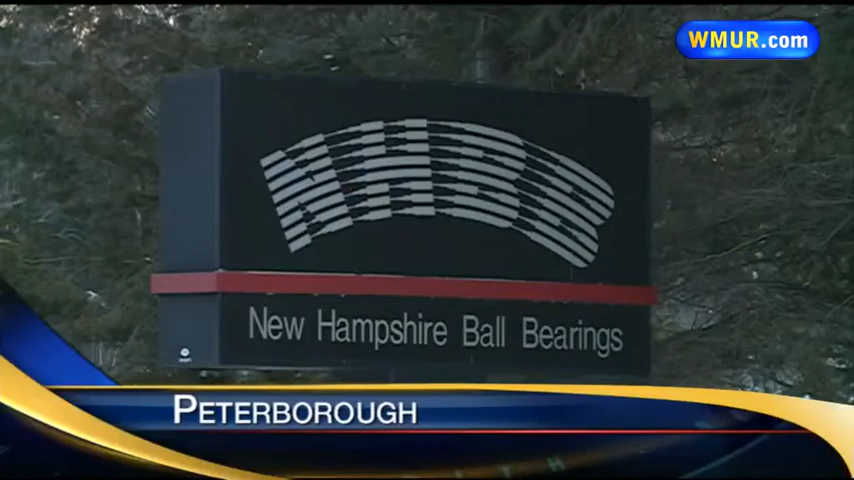 WMUR.com
NHBB
New Hampshire Ball Bearings
PETERBOROUGH